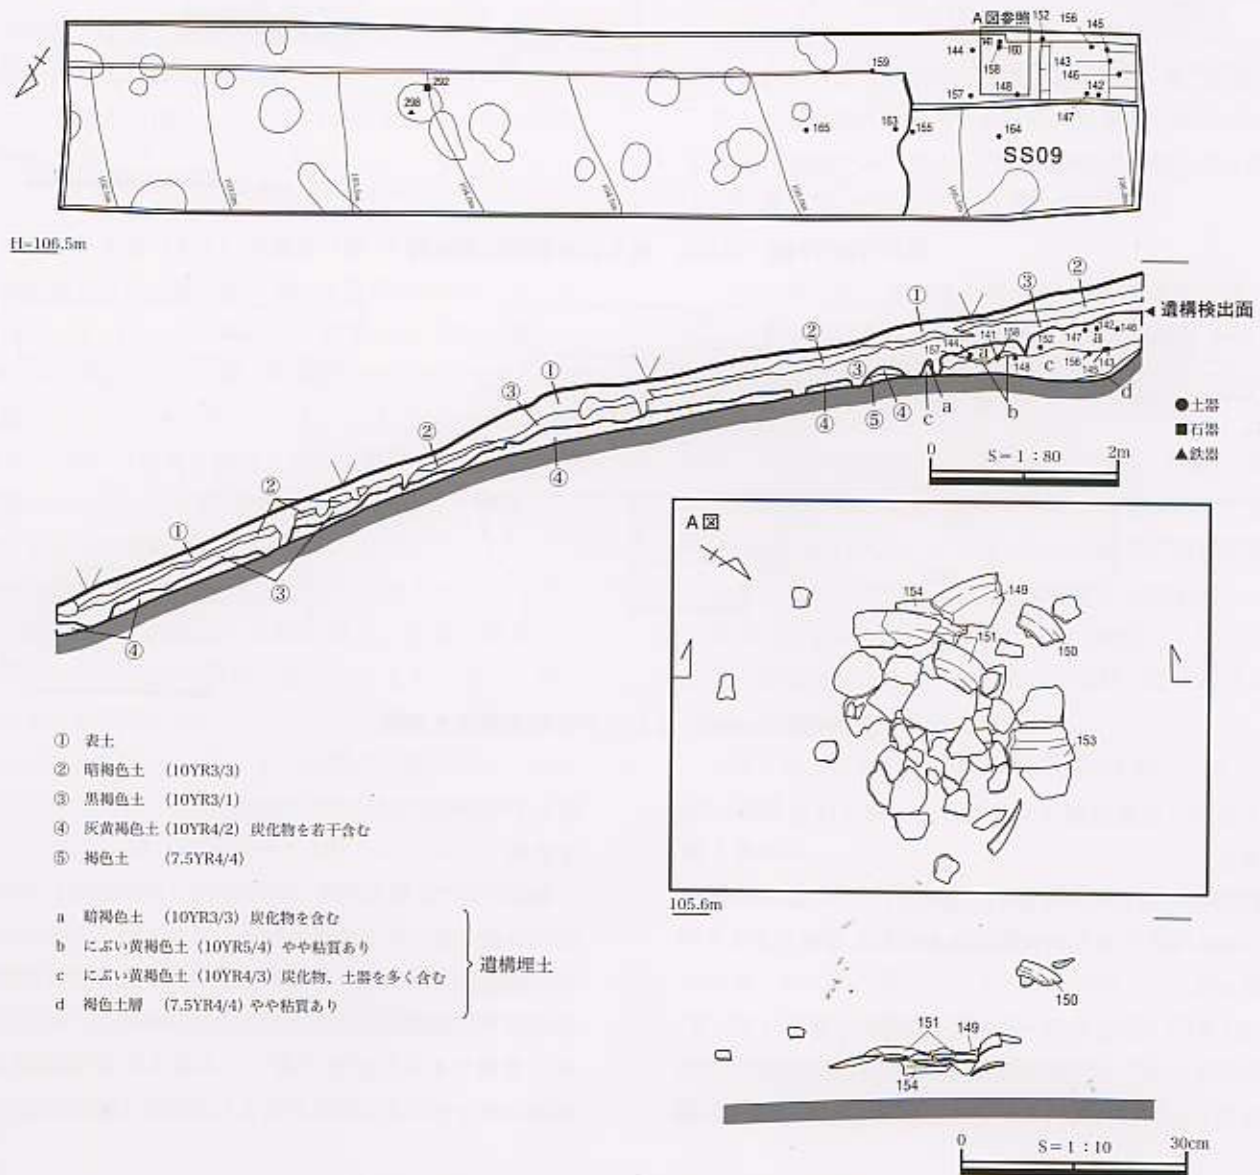 A図参照
152
156
145
144
160
158
143
146
159
157
148
142
147
292
298
165
163
155
164
SS09
H=106.5m
①
②
③
遺構検出面
144
141
158
157
152
147
142
146
148
156
145
143
a
b
c
d
④
⑤
●土器
■石器
▲鉄器
0
S=1:80
2m
A図
154
149
151
150
153
① 表土
② 暗褐色土 (10YR3/3)
③ 黒褐色土 (10YR3/1)
④ 灰黄褐色土 (10YR4/2) 炭化物を若干含む
⑤ 褐色土 (7.5YR4/4)
a 暗褐色土 (10YR3/3) 炭化物を含む
b にぶい黄褐色土 (10YR5/4) やや粘質あり
c にぶい黄褐色土 (10YR4/3) 炭化物、土器を多く含む
d 褐色土層 (7.5YR4/4) やや粘質あり
遺構埋土
105.6m
150
151
149
154
0
S=1:10
30cm